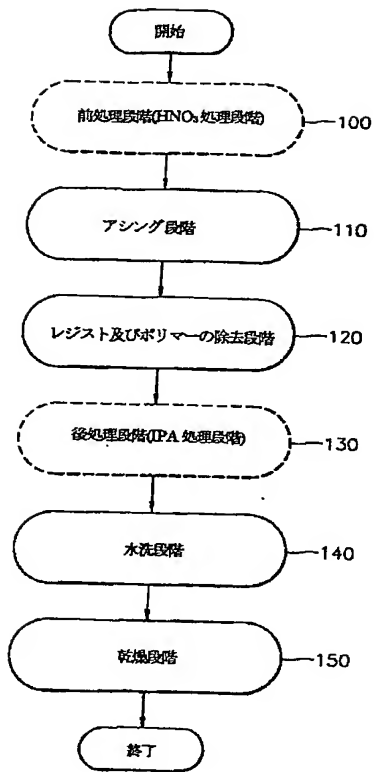 開始
前処理段階(HNO₃処理段階)
100
アシング段階
110
レジスト及びポリマーの除去段階
120
後処理段階(IPA処理段階)
130
水洗段階
140
乾燥段階
150
終了